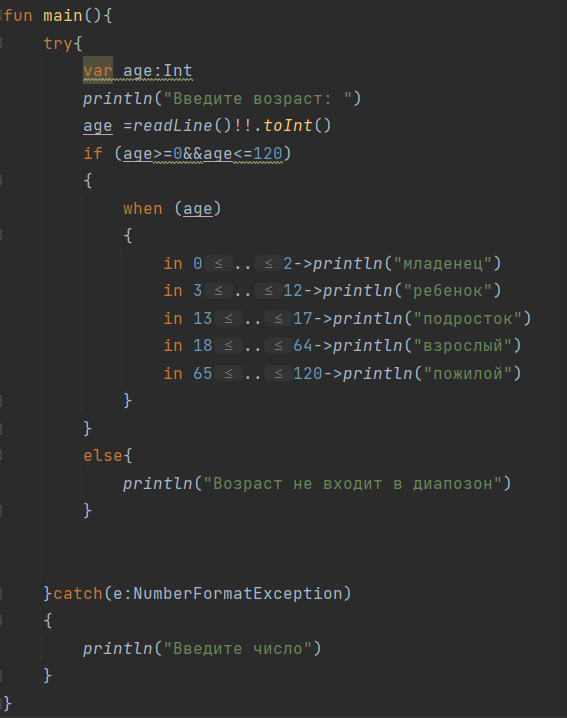 fun main(){
try{
var age:Int
println("Введите возраст: ")
age =readLine()!!.toInt()
if (age>=0&&age<=120)
{
when (age)
{
in 0 ≤ .. ≤ 2->println("младенец")
in 3 ≤ .. ≤ 12->println("ребенок")
in 13 ≤ .. ≤ 17->println("подросток")
in 18 ≤ .. ≤ 64->println("взрослый")
in 65 ≤ .. ≤ 120->println("пожилой")
}
}
else{
println("Возраст не входит в диапозон")
}
}catch(e:NumberFormatException)
{
println("Введите число")
}
}